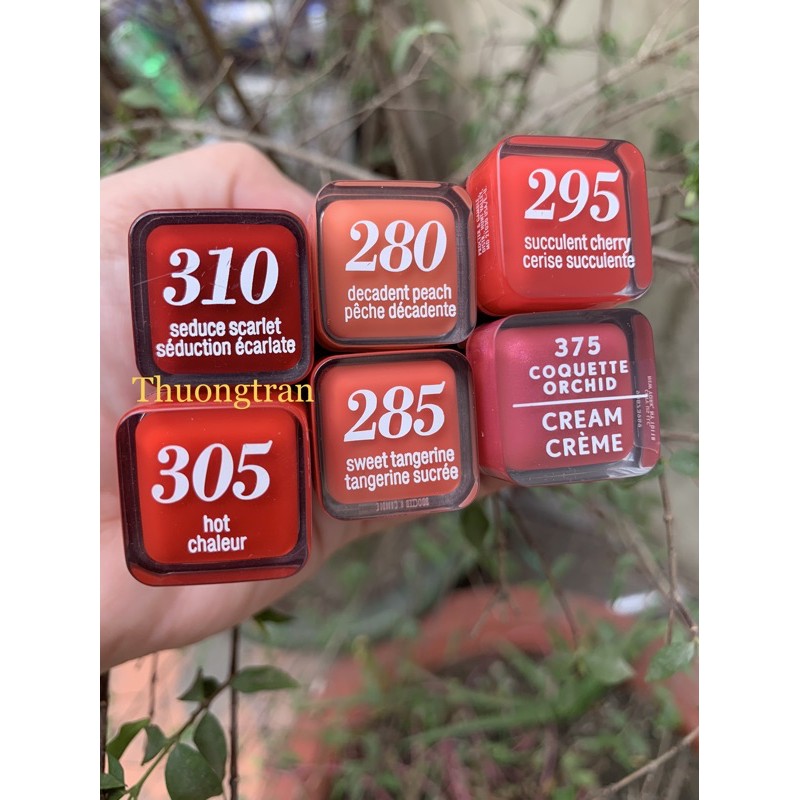 310
seduce scarlet
séduction écarlate
280
decadent peach
pêche décadente
295
succulent cherry
cerise succulente
Thuongtran
305
hot
chaleur
285
sweet tangerine
tangerine sucrée
375
COQUETTE
ORCHID
CREAM
CRÈME